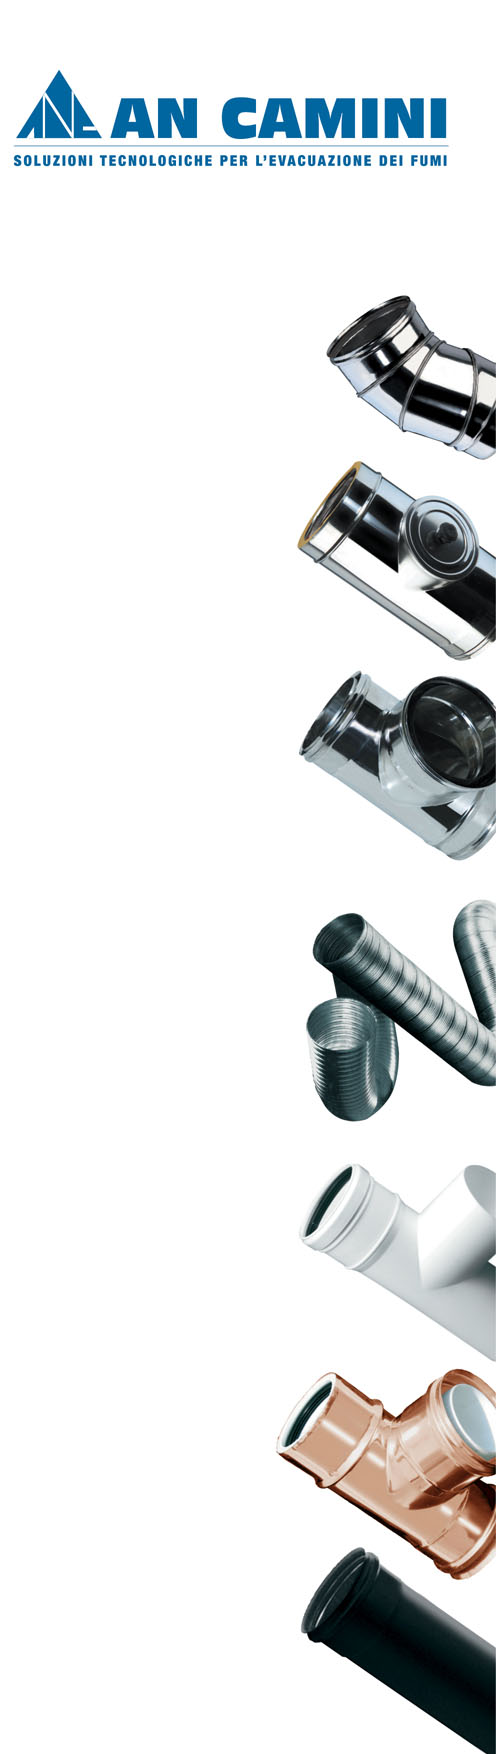 AN CAMINI
SOLUZIONI TECNOLOGICHE PER L'EVACUAZIONE DEI FUMI